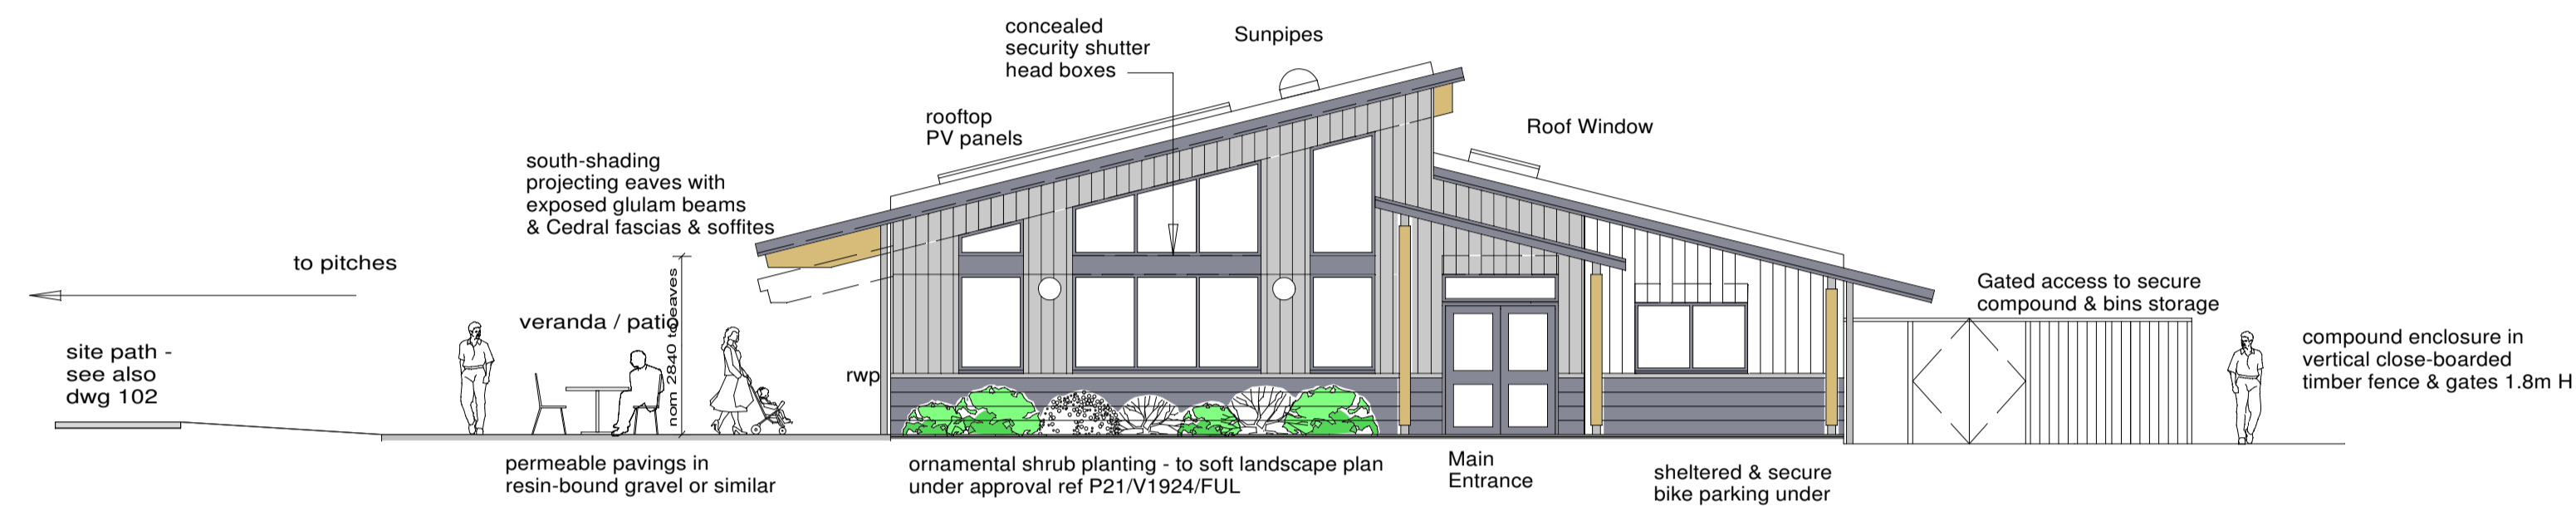 concealed
security shutter
head boxes
Sunpipes
rooftop
PV panels
Roof Window
south-shading
projecting eaves with
exposed glulam beams
& Cedral fascias & soffites
to pitches
veranda / patio
nom 2840 to eaves
site path -
see also
dwg 102
rwp
Gated access to secure
compound & bins storage
compound enclosure in
vertical close-boarded
timber fence & gates 1.8m H
permeable pavings in
resin-bound gravel or similar
ornamental shrub planting - to soft landscape plan
under approval ref P21/V1924/FUL
Main
Entrance
sheltered & secure
bike parking under